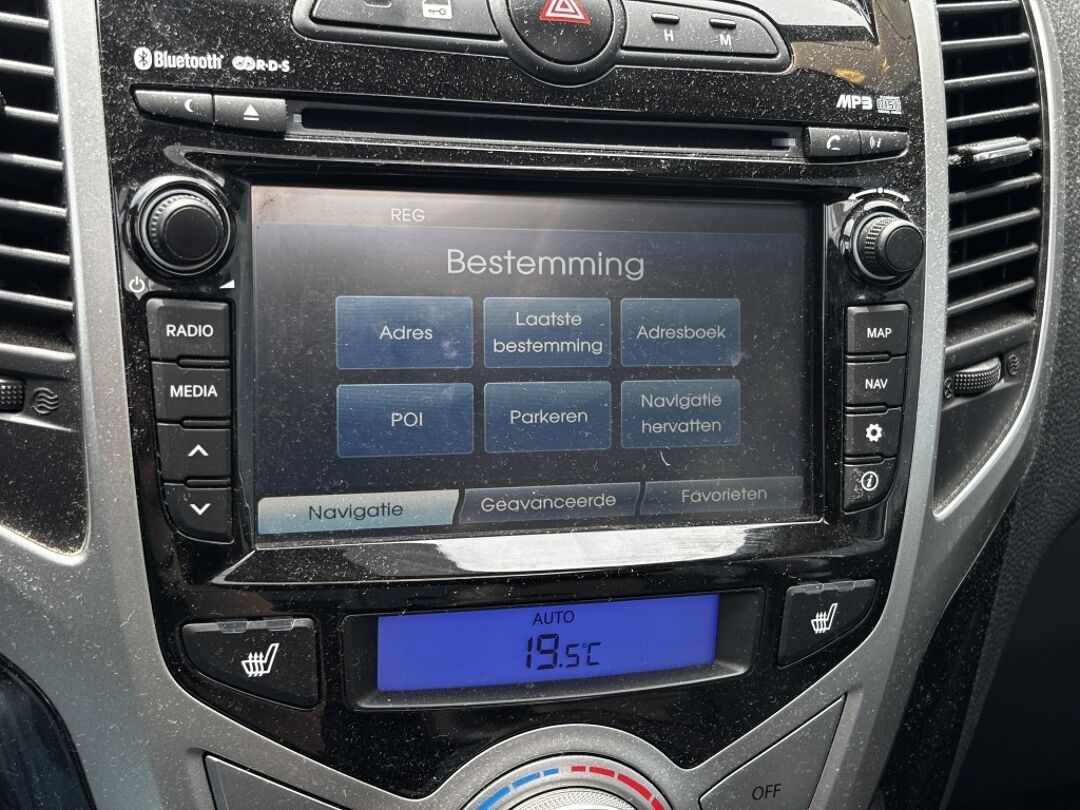 H
M
Bluetooth R·D·S
MP3 disc
REG
Bestemming
RADIO
Adres
Laatste
bestemming
Adresboek
MAP
MEDIA
NAV
POI
Parkeren
Navigatie
hervatten
Navigatie
Geavanceerde
Favorieten
AUTO
19.5°C
OFF